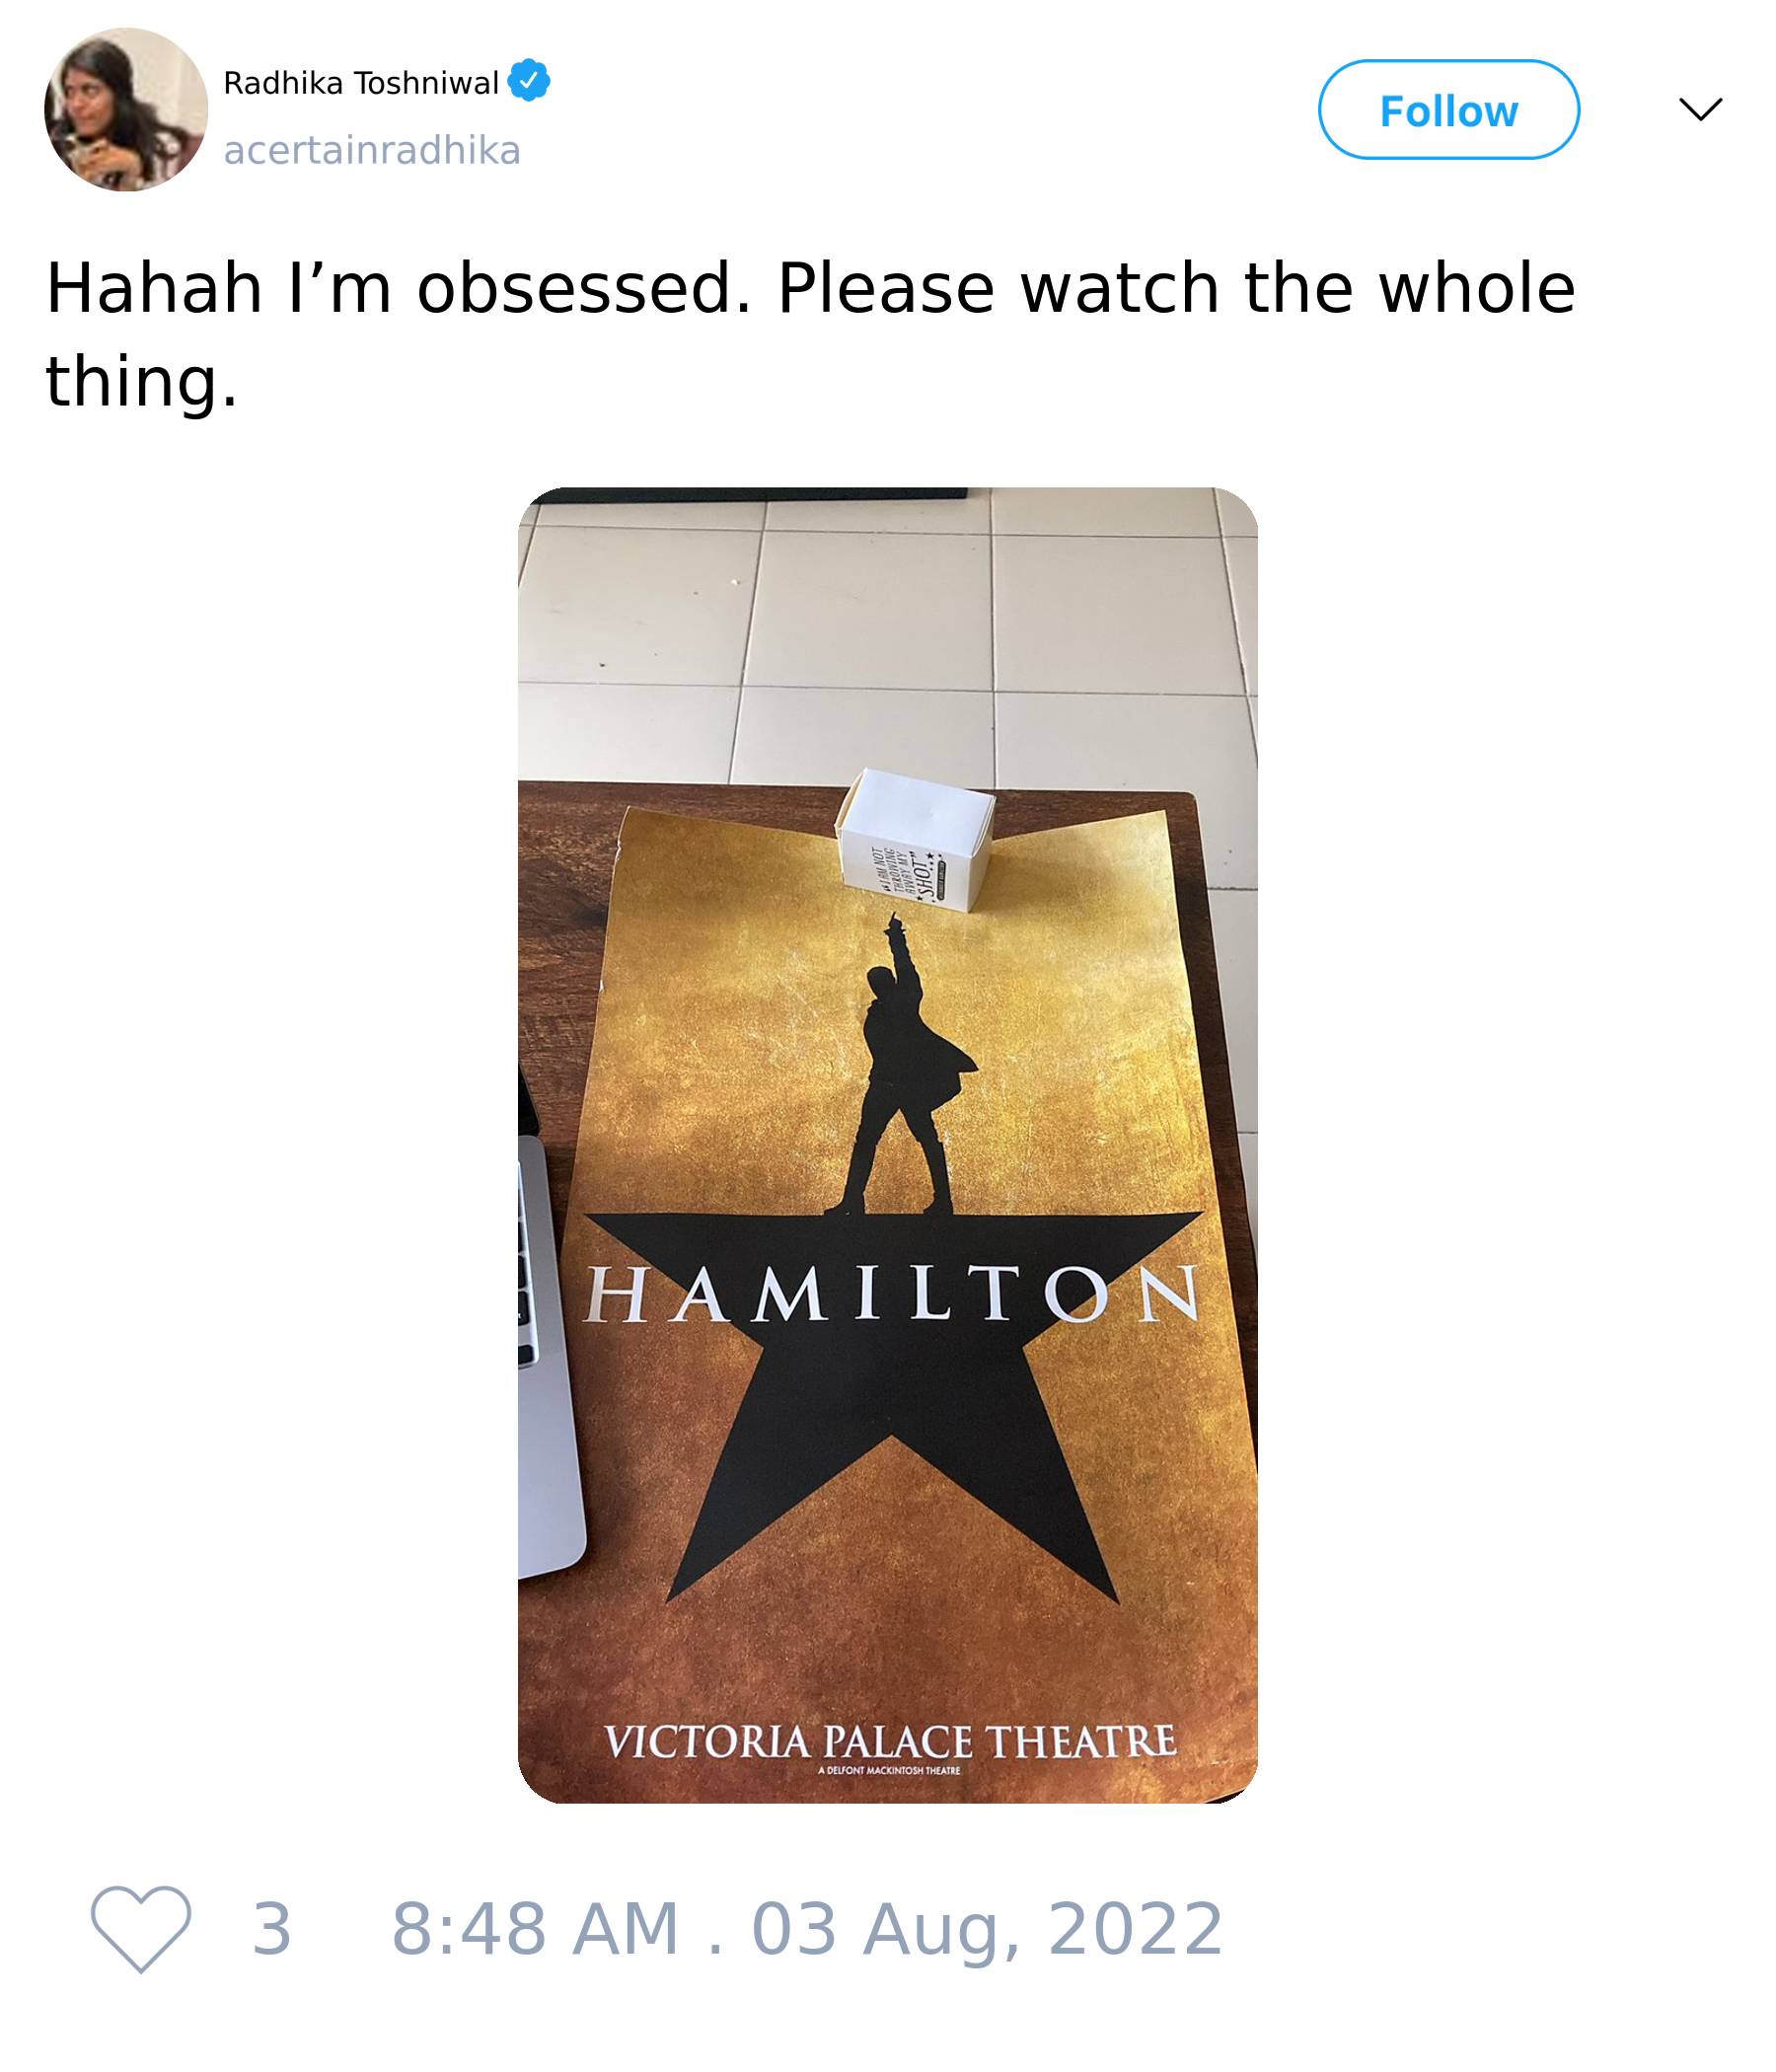 Radhika Toshniwal
acertainradhika
Follow
Hahah I’m obsessed. Please watch the whole
thing.
“I AM NOT
THROWING
AWAY MY
SHOT”
HAMILTON
VICTORIA PALACE THEATRE
A DELFONT MACKINTOSH THEATRE
3 8:48 AM . 03 Aug, 2022